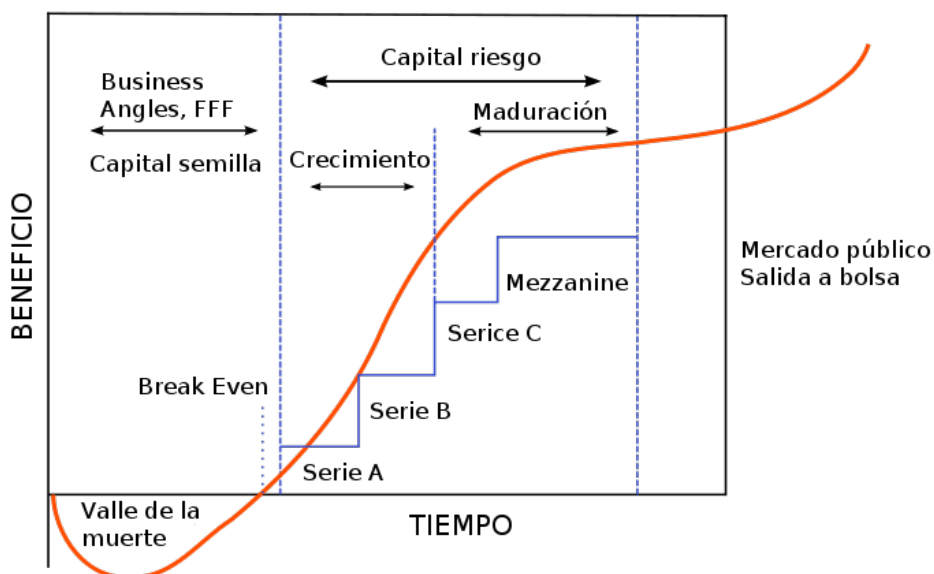 Capital riesgo
Business
Angles, FFF
Maduración
Capital semilla
Crecimiento
BENEFICIO
Mercado público
Salida a bolsa
Mezzanine
Serice C
Break Even
Serie B
Serie A
Valle de la
muerte
TIEMPO